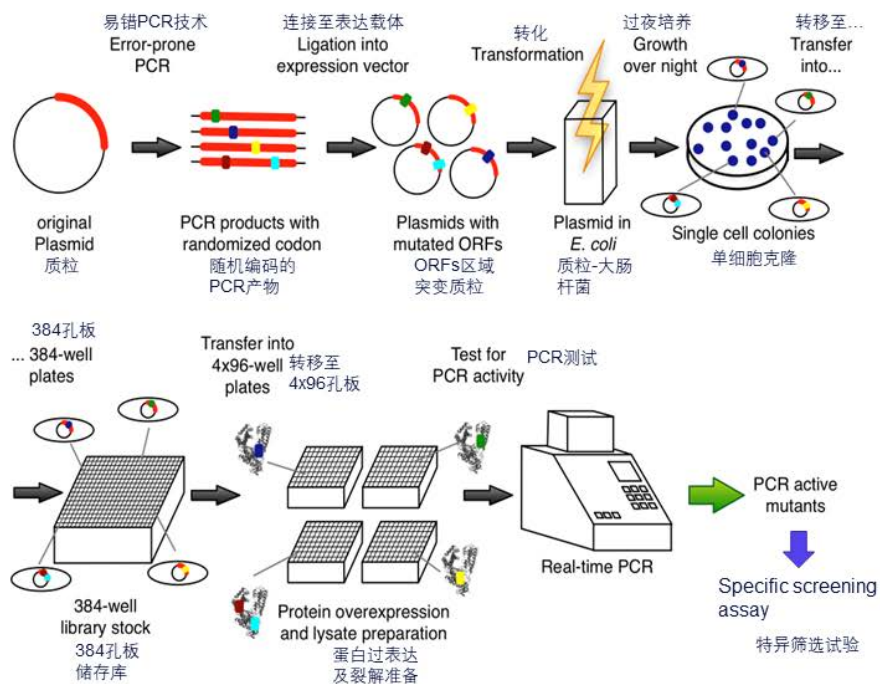 易错PCR技术
Error-prone
PCR
连接至表达载体
Ligation into
expression vector
转化
Transformation
过夜培养
Growth
over night
转移至...
Transfer
into...
original
Plasmid
质粒
PCR products with
randomized codon
随机编码的
PCR产物
Plasmids with
mutated ORFs
ORFs区域
突变质粒
Plasmid in
E. coli
质粒-大肠
杆菌
Single cell colonies
单细胞克隆
384孔板
... 384-well
plates
Transfer into
4x96-well
plates
转移至
4x96孔板
Test for
PCR activity
PCR测试
384-well
library stock
384孔板
储存库
Protein overexpression
and lysate preparation
蛋白过表达
及裂解准备
Real-time PCR
PCR active
mutants
Specific screening
assay
特异筛选试验